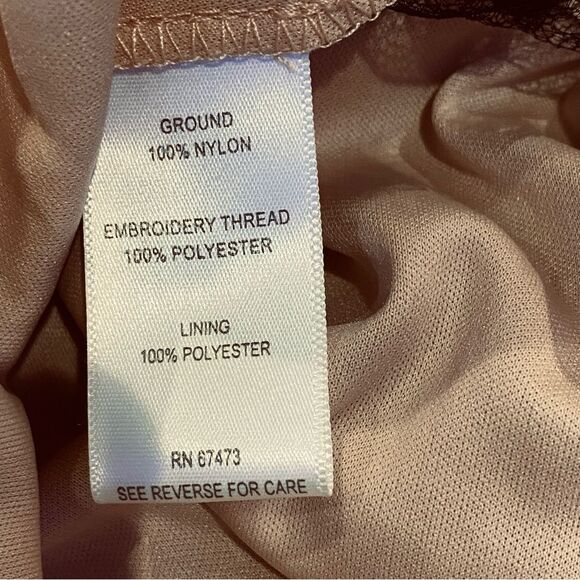 GROUND
100% NYLON
EMBROIDERY THREAD
100% POLYESTER
LINING
100% POLYESTER
RN 67473
SEE REVERSE FOR CARE